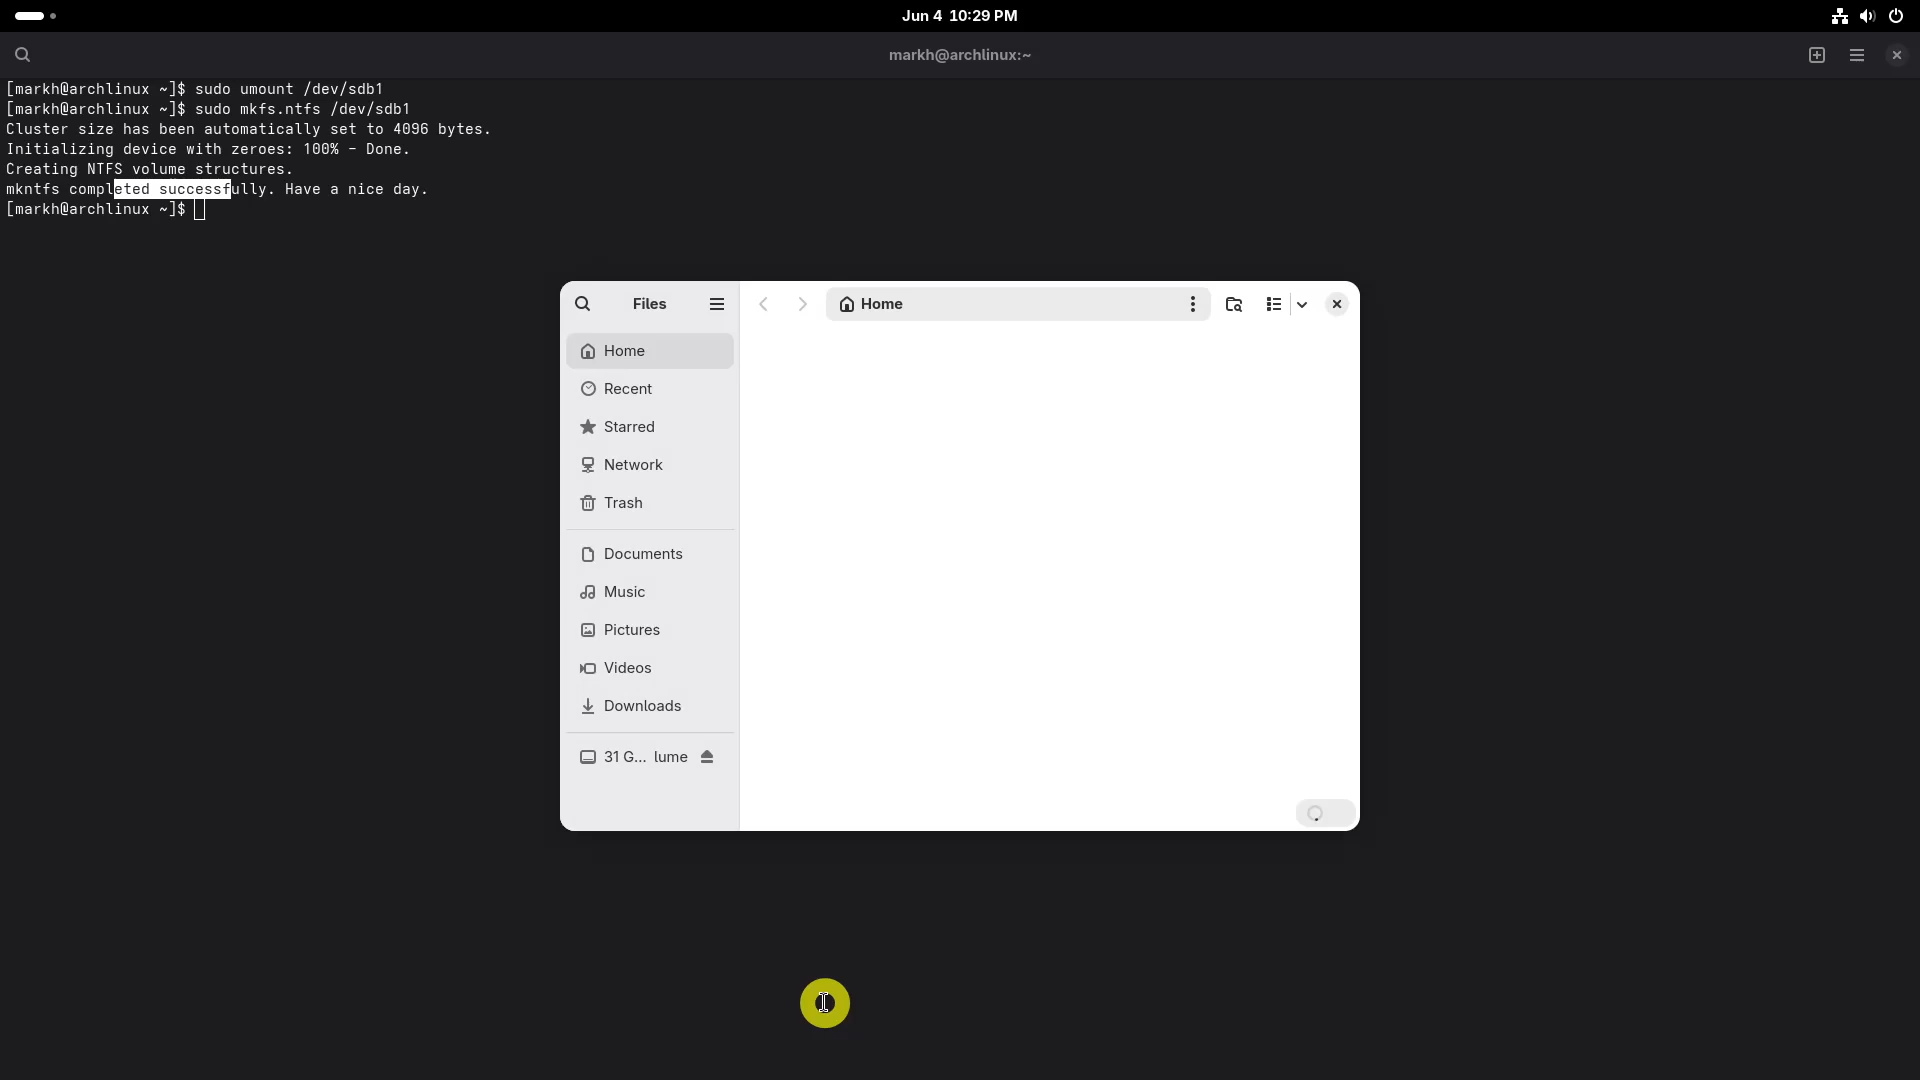 Jun 4 10:29 PM
markh@archlinux:~
[markh@archlinux ~]$ sudo umount /dev/sdb1
[markh@archlinux ~]$ sudo mkfs.ntfs /dev/sdb1
Cluster size has been automatically set to 4096 bytes.
Initializing device with zeroes: 100% - Done.
Creating NTFS volume structures.
mkntfs completed successfully. Have a nice day.
[markh@archlinux ~]$
Files
Home
Home
Recent
Starred
Network
Trash
Documents
Music
Pictures
Videos
Downloads
31 G… lume